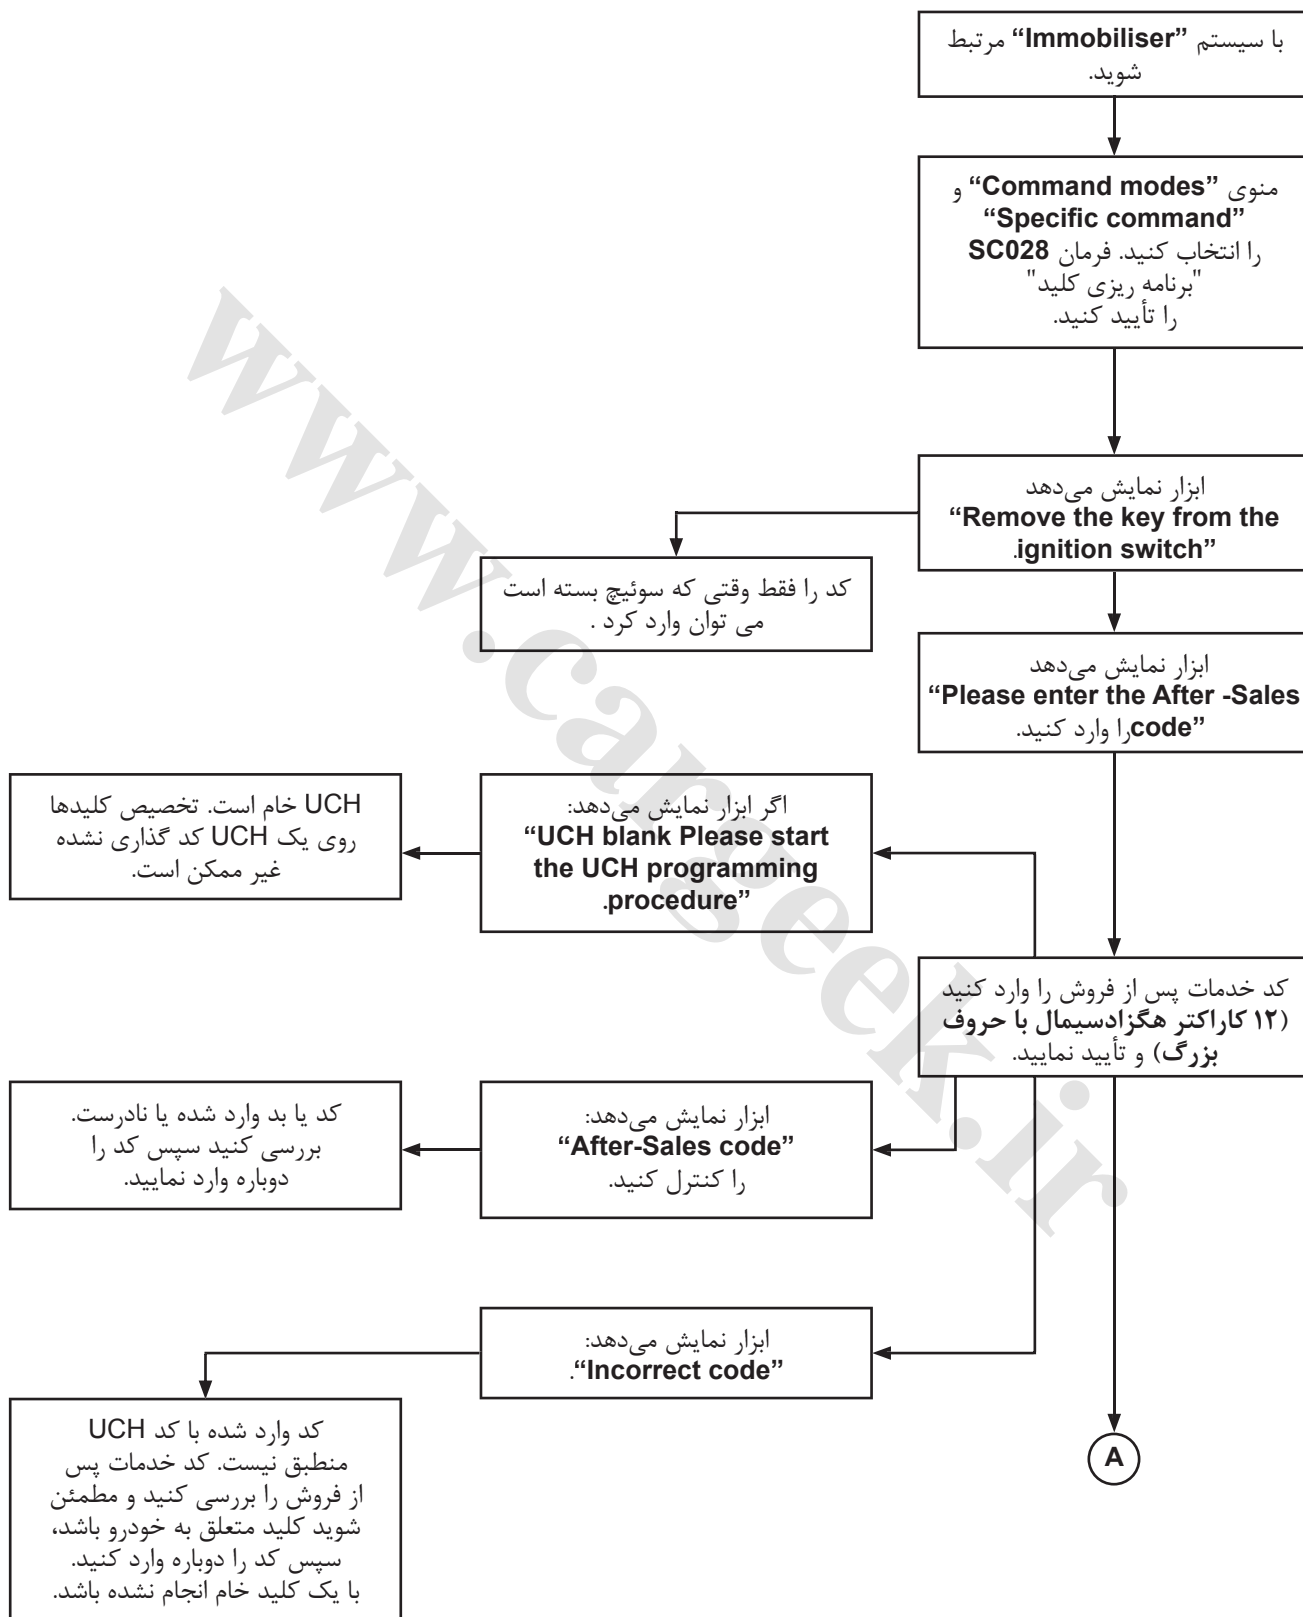 با سیستم “Immobiliser” مرتبط
شوید.
منوی “Command modes” و
“Specific command”
را انتخاب کنید. فرمان SC028
"برنامه ریزی کلید"
را تأیید کنید.
ابزار نمایش می‌دهد
“Remove the key from the
ignition switch”.
کد را فقط وقتی که سوئیچ بسته است
می توان وارد کرد .
ابزار نمایش می‌دهد
“Please enter the After -Sales
code”را وارد کنید.
اگر ابزار نمایش می‌دهد:
“UCH blank Please start
the UCH programming
procedure”.
UCH خام است. تخصیص کلیدها
روی یک UCH کد گذاری نشده
غیر ممکن است.
کد خدمات پس از فروش را وارد کنید
(۱۲ کاراکتر هگزادسیمال با حروف
بزرگ) و تأیید نمایید.
ابزار نمایش می‌دهد:
“After-Sales code”
را کنترل کنید.
کد یا بد وارد شده یا نادرست.
بررسی کنید سپس کد را
دوباره وارد نمایید.
ابزار نمایش می‌دهد:
“Incorrect code”.
کد وارد شده با کد UCH
منطبق نیست. کد خدمات پس
از فروش را بررسی کنید و مطمئن
شوید کلید متعلق به خودرو باشد،
سپس کد را دوباره وارد کنید.
با یک کلید خام انجام نشده باشد.
A
www.cargeek.ir